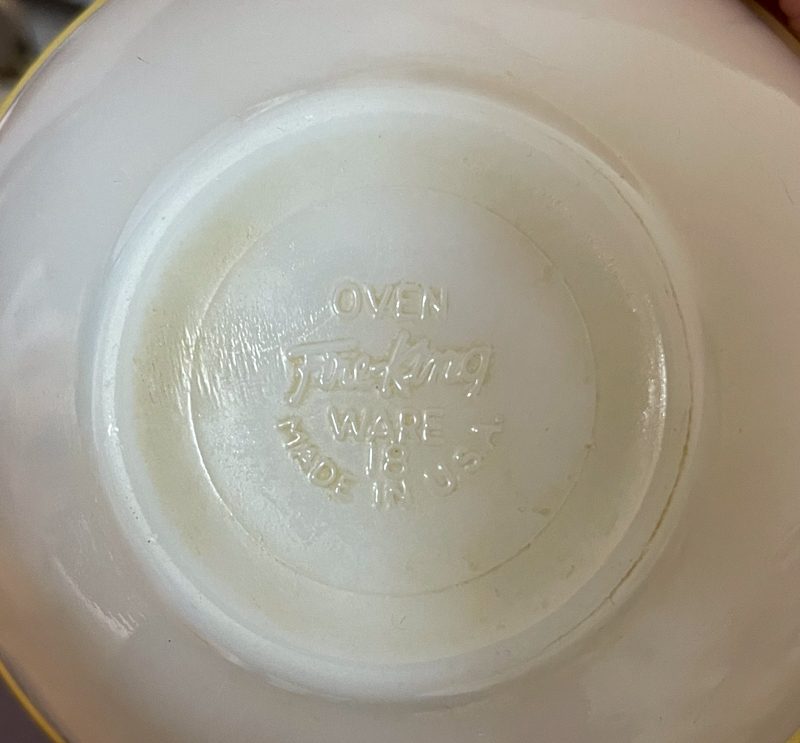 OVEN
Fire-King
WARE
18
MADE IN U.S.A.